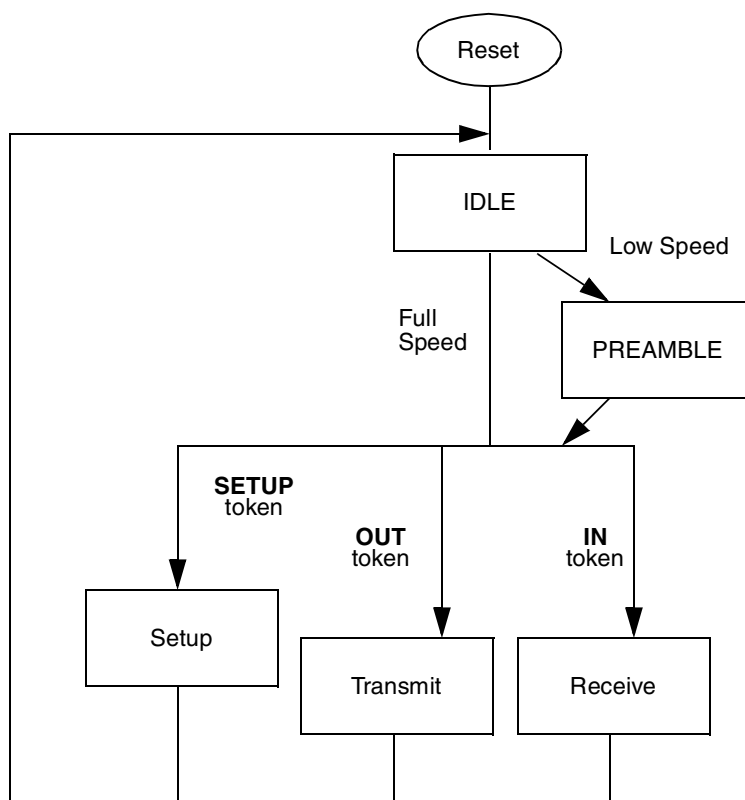 Reset
IDLE
Low Speed
Full
Speed
PREAMBLE
SETUP
token
OUT
token
IN
token
Setup
Transmit
Receive